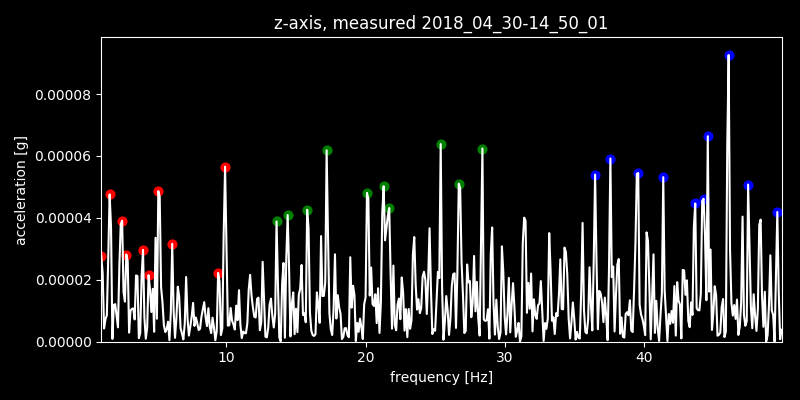 z-axis, measured 2018_04_30-14_50_01
0.00008
0.00006
0.00004
0.00002
0.00000
acceleration [g]
10 20 30 40
frequency [Hz]